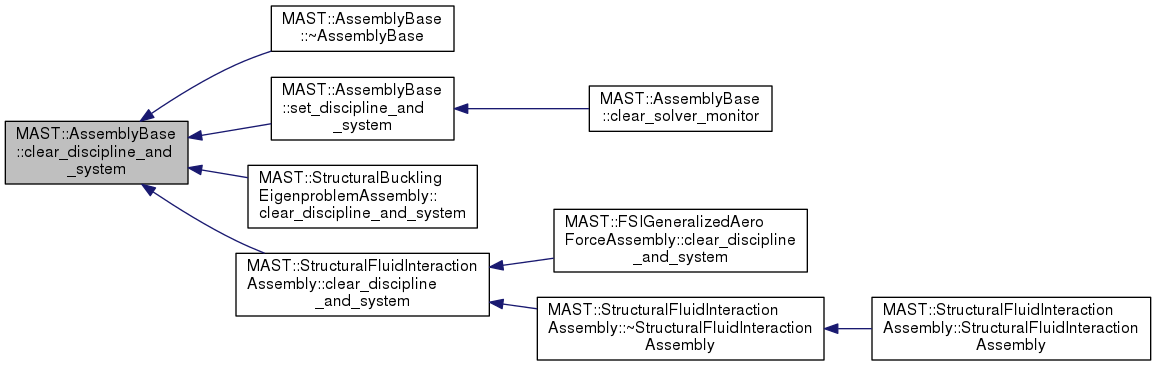 MAST::AssemblyBase
::~AssemblyBase
MAST::AssemblyBase
::set_discipline_and
_system
MAST::AssemblyBase
::clear_solver_monitor
MAST::AssemblyBase
::clear_discipline_and
_system
MAST::StructuralBuckling
EigenproblemAssembly::
clear_discipline_and_system
MAST::FSIGeneralizedAero
ForceAssembly::clear_discipline
_and_system
MAST::StructuralFluidInteraction
Assembly::clear_discipline
_and_system
MAST::StructuralFluidInteraction
Assembly::~StructuralFluidInteraction
Assembly
MAST::StructuralFluidInteraction
Assembly::StructuralFluidInteraction
Assembly